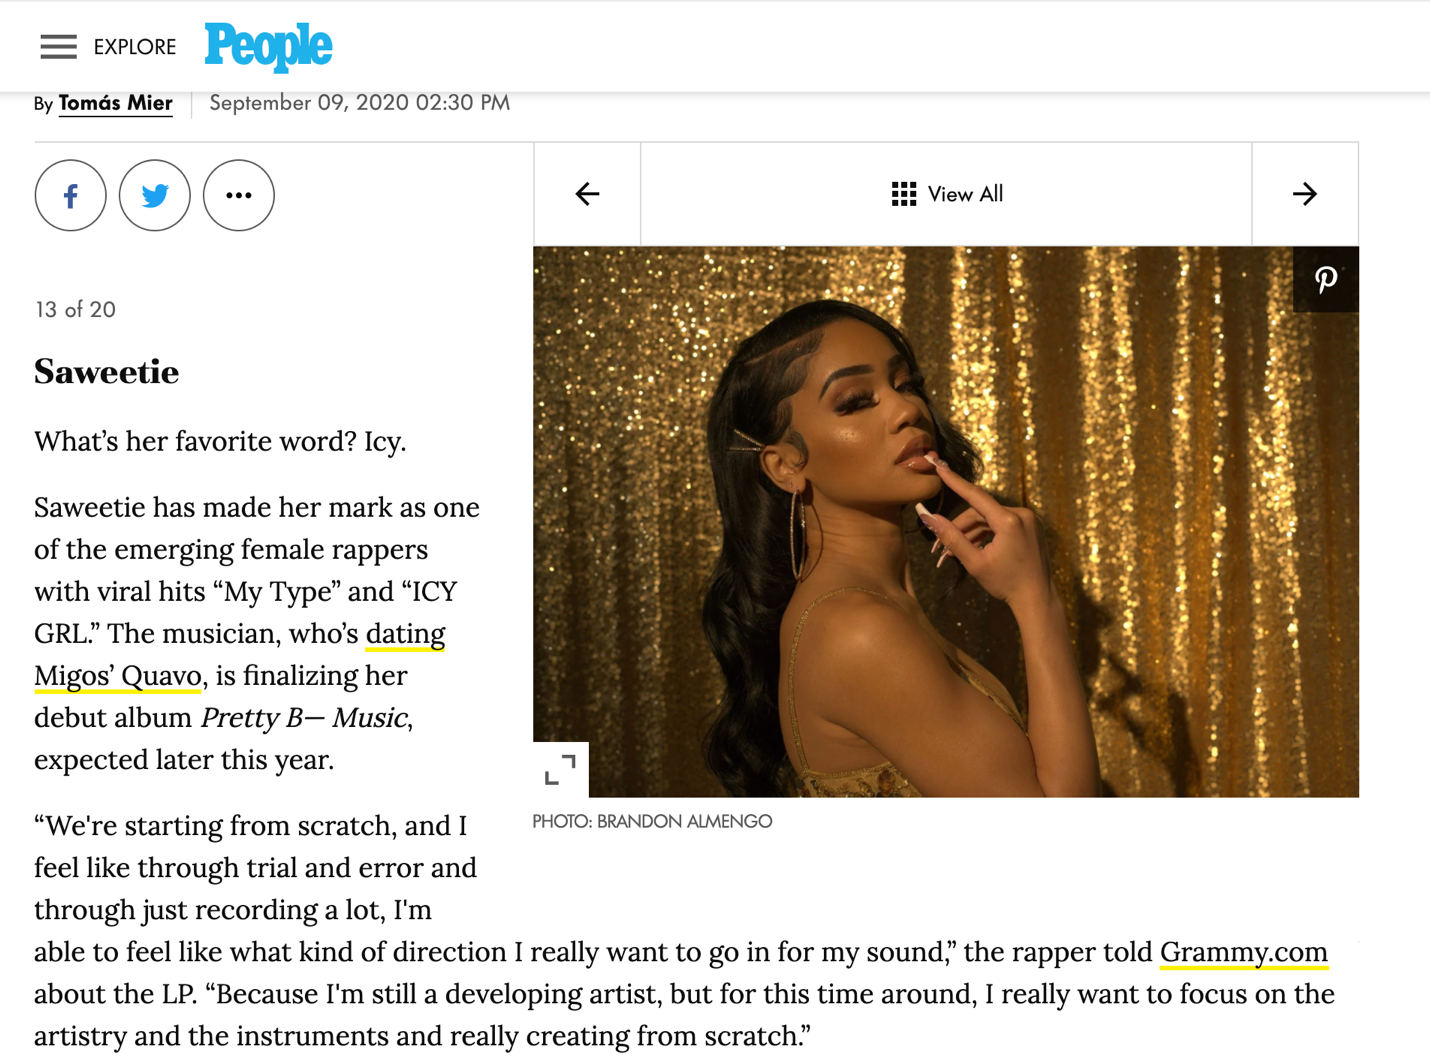 EXPLORE People
By Tomás Mier September 09, 2020 02:30 PM
View All
13 of 20
Saweetie
What’s her favorite word? Icy.
Saweetie has made her mark as one
of the emerging female rappers
with viral hits “My Type” and “ICY
GRL.” The musician, who’s dating
Migos’ Quavo, is finalizing her
debut album Pretty B— Music,
expected later this year.
PHOTO: BRANDON ALMENGO
“We're starting from scratch, and I
feel like through trial and error and
through just recording a lot, I'm
able to feel like what kind of direction I really want to go in for my sound,” the rapper told Grammy.com
about the LP. “Because I'm still a developing artist, but for this time around, I really want to focus on the
artistry and the instruments and really creating from scratch.”